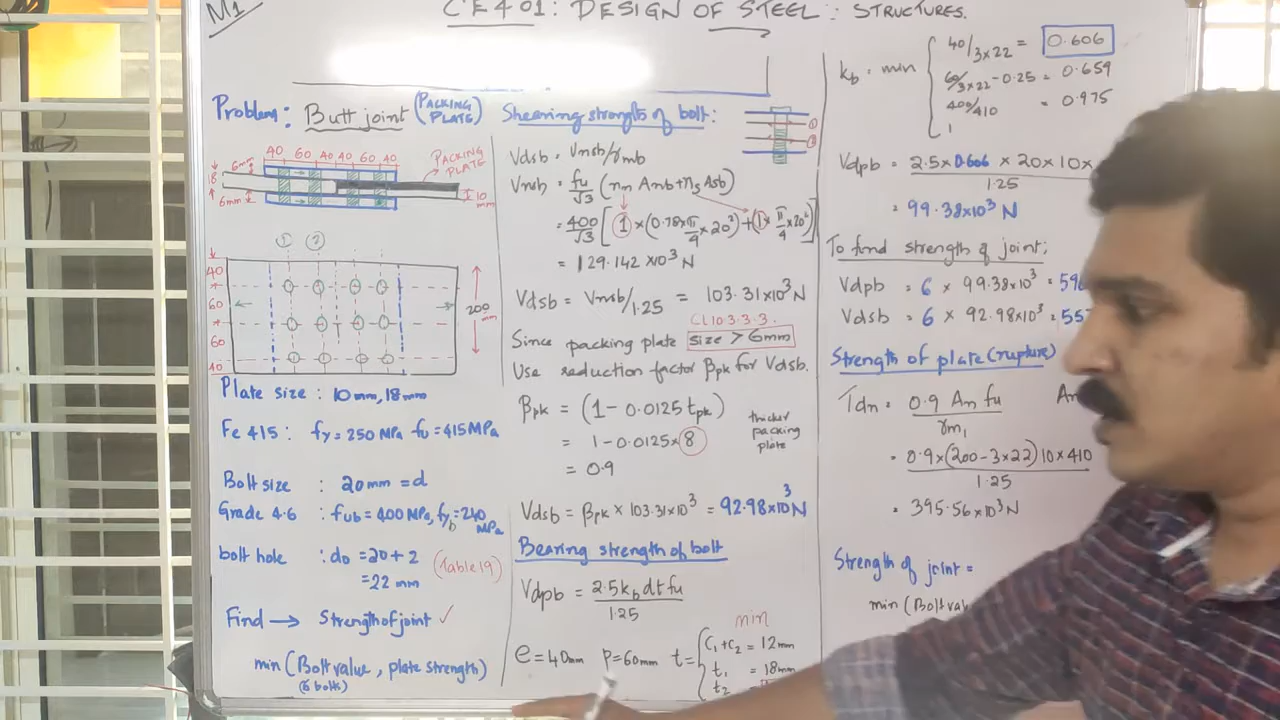 M1
CE401: DESIGN OF STEEL STRUCTURES.
Problem: Butt joint (PACKING PLATE)
40 60 40 40 60 40
6mm
18
6mm
PACKING PLATE
10 mm
① ②
40
60
60
40
200 mm
Plate size : 10mm, 18mm
Fe 415 : fy = 250 MPa fu = 415 MPa
Bolt size : 20mm = d
Grade 4.6 : fub = 400 MPa, fyb = 240 MPa
bolt hole : do = 20 + 2 (Table 19)
= 22 mm
Find → Strength of joint ✓
min (Bolt value, plate strength)
(6 bolts)
Shearing strength of bolt:
① ②
Vdsb = Vnsb/γmb
Vnsb = fu/√3 (nn Anb + ns Asb)
= 400/√3 [1 × (0.78 × π/4 × 20²) + (1 × π/4 × 20²)]
= 129.142 × 10³ N
Vdsb = Vnsb/1.25 = 103.31 × 10³ N
CL 10.3.3.3.
Since packing plate size > 6mm
Use reduction factor βpk for Vdsb.
βpk = (1 - 0.0125 tpk)
= 1 - 0.0125 × 8
= 0.9
thicker packing plate
Vdsb = βpk × 103.31 × 10³ = 92.98 × 10³ N
Bearing strength of bolt
Vdpb = 2.5 kb d t fu / 1.25
min
e = 40mm p = 60mm t = { C1 + C2 = 12mm
t1 = 18mm
t2
kb = min { 40/3×22 = 0.606
60/3×22 - 0.25 = 0.659
400/410 = 0.975
1
Vdpb = 2.5 × 0.606 × 20 × 10 × / 1.25
= 99.38 × 10³ N
To find strength of joint;
Vdpb = 6 × 99.38 × 10³ = 59
Vdsb = 6 × 92.98 × 10³ = 55
Strength of plate (rupture)
Tdn = 0.9 An fu / γm1 An
= 0.9 × (200 - 3 × 22) 10 × 410 / 1.25
= 395.56 × 10³ N
Strength of joint =
min (Bolt val